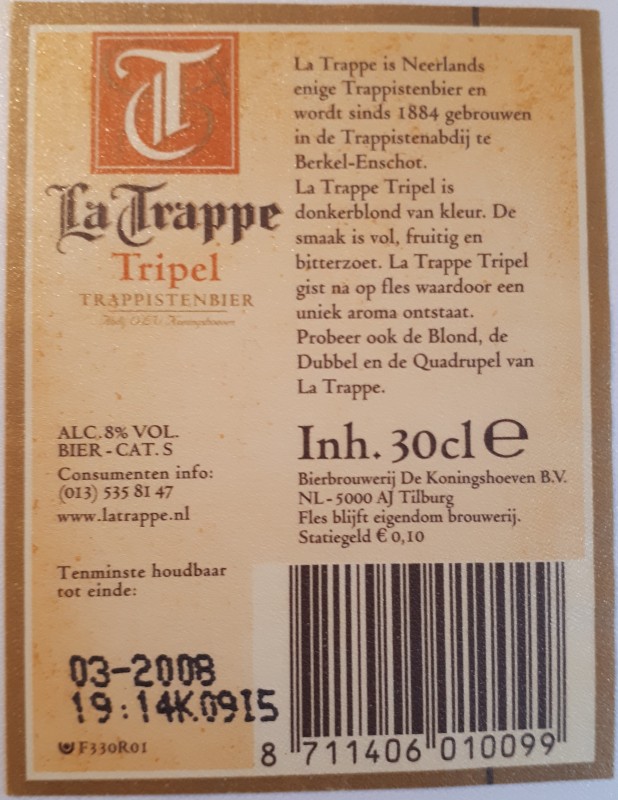 T
La Trappe
Tripel
TRAPPISTENBIER
La Trappe is Neerlands
enige Trappistenbier en
wordt sinds 1884 gebrouwen
in de Trappistenabdij te
Berkel-Enschot.
La Trappe Tripel is
donkerblond van kleur. De
smaak is vol, fruitig en
bitterzoet. La Trappe Tripel
gist na op fles waardoor een
uniek aroma ontstaat.
Probeer ook de Blond, de
Dubbel en de Quadrupel van
La Trappe.
ALC. 8% VOL.
BIER - CAT. S
Consumenten info:
(013) 535 81 47
www.latrappe.nl
Inh. 30cl e
Bierbrouwerij De Koningshoeven B.V.
NL - 5000 AJ Tilburg
Fles blijft eigendom brouwerij.
Statiegeld € 0,10
Tenminste houdbaar
tot einde:
03-2008
19:14K0915
F330R01
8 711406 010099